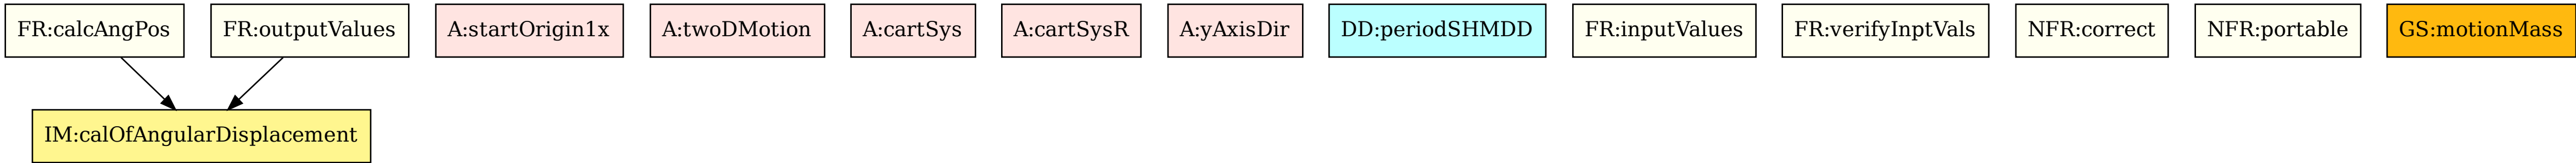 FR:calcAngPos
FR:outputValues
A:startOrigin1x
A:twoDMotion
A:cartSys
A:cartSysR
A:yAxisDir
DD:periodSHMDD
FR:inputValues
FR:verifyInptVals
NFR:correct
NFR:portable
GS:motionMass
IM:calOfAngularDisplacement